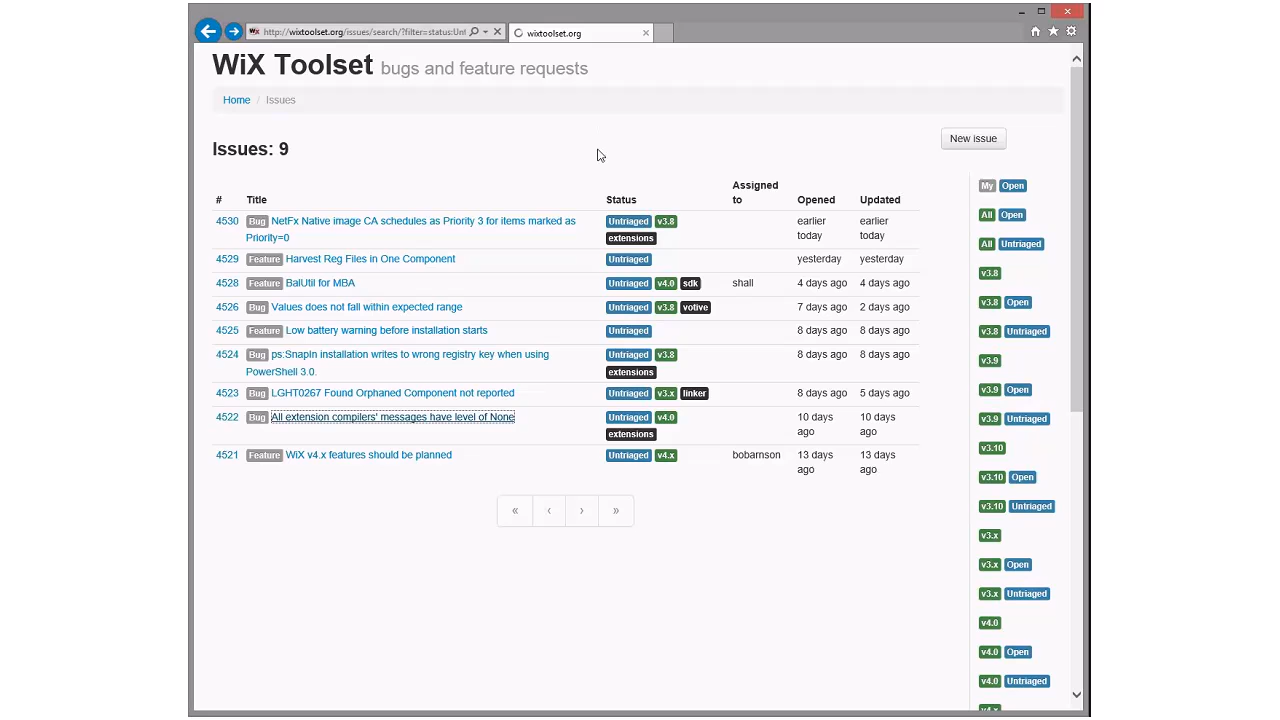 http://wixtoolset.org/issues/search/?filter=status:Unt
wixtoolset.org
WiX Toolset bugs and feature requests
Home / Issues
Issues: 9
New issue
# Title Status Assigned to Opened Updated
4530 Bug NetFx Native image CA schedules as Priority 3 for items marked as Untriaged v3.8 earlier earlier
Priority=0 extensions today today
4529 Feature Harvest Reg Files in One Component Untriaged yesterday yesterday
4528 Feature BalUtil for MBA Untriaged v4.0 sdk shall 4 days ago 4 days ago
4526 Bug Values does not fall within expected range Untriaged v3.8 votive 7 days ago 2 days ago
4525 Feature Low battery warning before installation starts Untriaged 8 days ago 8 days ago
4524 Bug ps:SnapIn installation writes to wrong registry key when using Untriaged v3.8 8 days ago 8 days ago
PowerShell 3.0. extensions
4523 Bug LGHT0267 Found Orphaned Component not reported Untriaged v3.x linker 8 days ago 5 days ago
4522 Bug All extension compilers' messages have level of None Untriaged v4.0 10 days 10 days
extensions ago ago
4521 Feature WiX v4.x features should be planned Untriaged v4.x bobarnson 13 days 13 days
ago ago
« ‹ › »
My Open
All Open
All Untriaged
v3.8
v3.8 Open
v3.8 Untriaged
v3.9
v3.9 Open
v3.9 Untriaged
v3.10
v3.10 Open
v3.10 Untriaged
v3.x
v3.x Open
v3.x Untriaged
v4.0
v4.0 Open
v4.0 Untriaged
v4.x